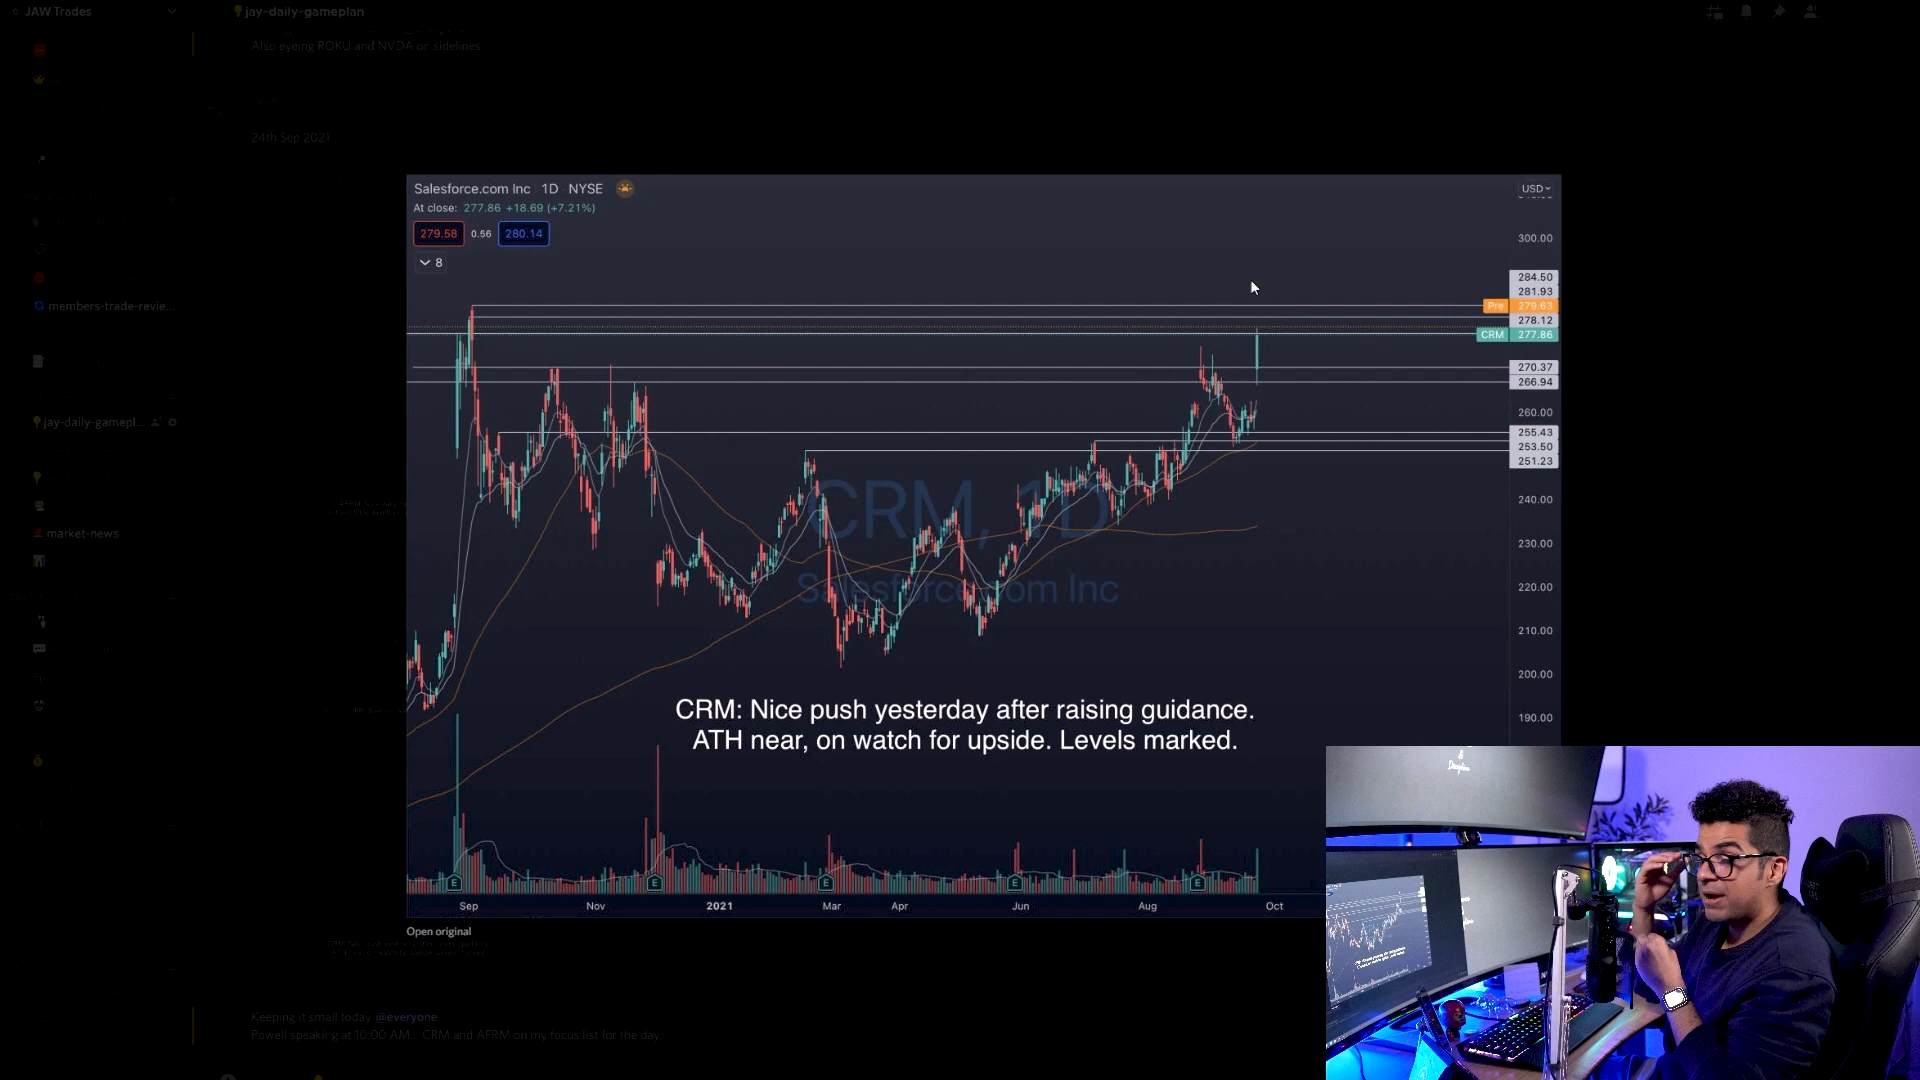 JAW Trades
jay-daily-gameplan
Also eyeing ROKU and NVDA on sidelines
24th Sep 2021
members-trade-revie...
jay-daily-gamepl...
market-news
Salesforce.com Inc 1D NYSE
USD
At close: 277.86 +18.69 (+7.21%)
279.58 0.56 280.14
8
300.00
284.50
281.93
Pre 279.63
278.12
CRM 277.86
270.37
266.94
260.00
255.43
253.50
251.23
240.00
230.00
220.00
210.00
200.00
190.00
CRM, 1D
Salesforce.com Inc
CRM: Nice push yesterday after raising guidance.
ATH near, on watch for upside. Levels marked.
E E E E E
Sep Nov 2021 Mar Apr Jun Aug Oct
Open original
Keeping it small today @everyone
Powell speaking at 10:00 AM... CRM and AFRM on my focus list for the day..